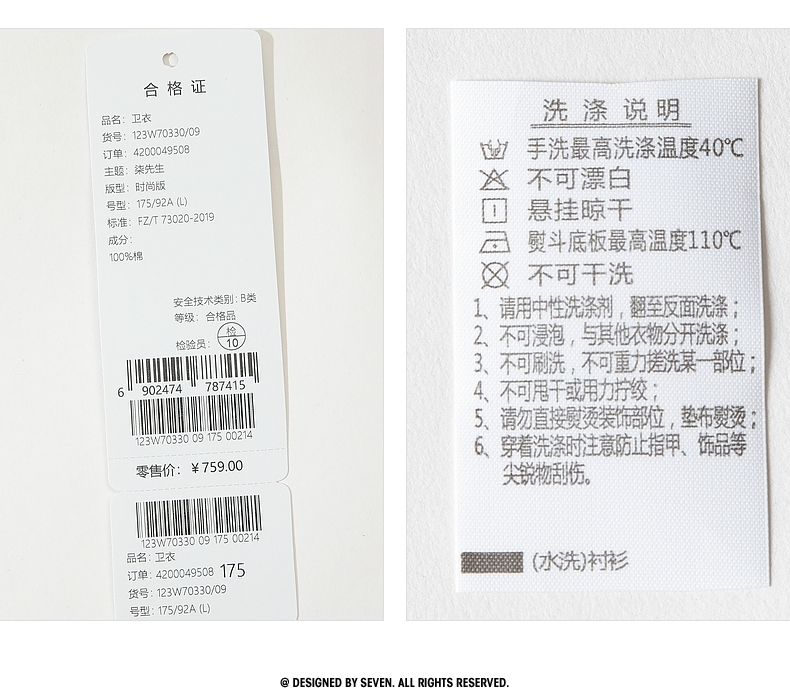 合格证
品名：卫衣
货号：123W70330/09
订单：4200049508
主题：柒先生
版型：时尚版
号型：175/92A (L)
标准：FZ/T 73020-2019
成分：
100%棉
安全技术类别：B类
等级：合格品
检验员：
检
10
6 902474 787415
123W70330 09 175 00214
零售价：￥759.00
123W70330 09 175 00214
品名：卫衣
订单：4200049508 175
货号：123W70330/09
号型：175/92A (L)
洗涤说明
手洗最高洗涤温度40℃
不可漂白
悬挂晾干
熨斗底板最高温度110℃
不可干洗
1、请用中性洗涤剂，翻至反面洗涤；
2、不可浸泡，与其他衣物分开洗涤；
3、不可刷洗，不可重力搓洗某一部位；
4、不可甩干或用力拧绞；
5、请勿直接熨烫装饰部位，垫布熨烫；
6、穿着洗涤时注意防止指甲、饰品等
尖锐物刮伤。
(水洗)衬衫
@ DESIGNED BY SEVEN. ALL RIGHTS RESERVED.